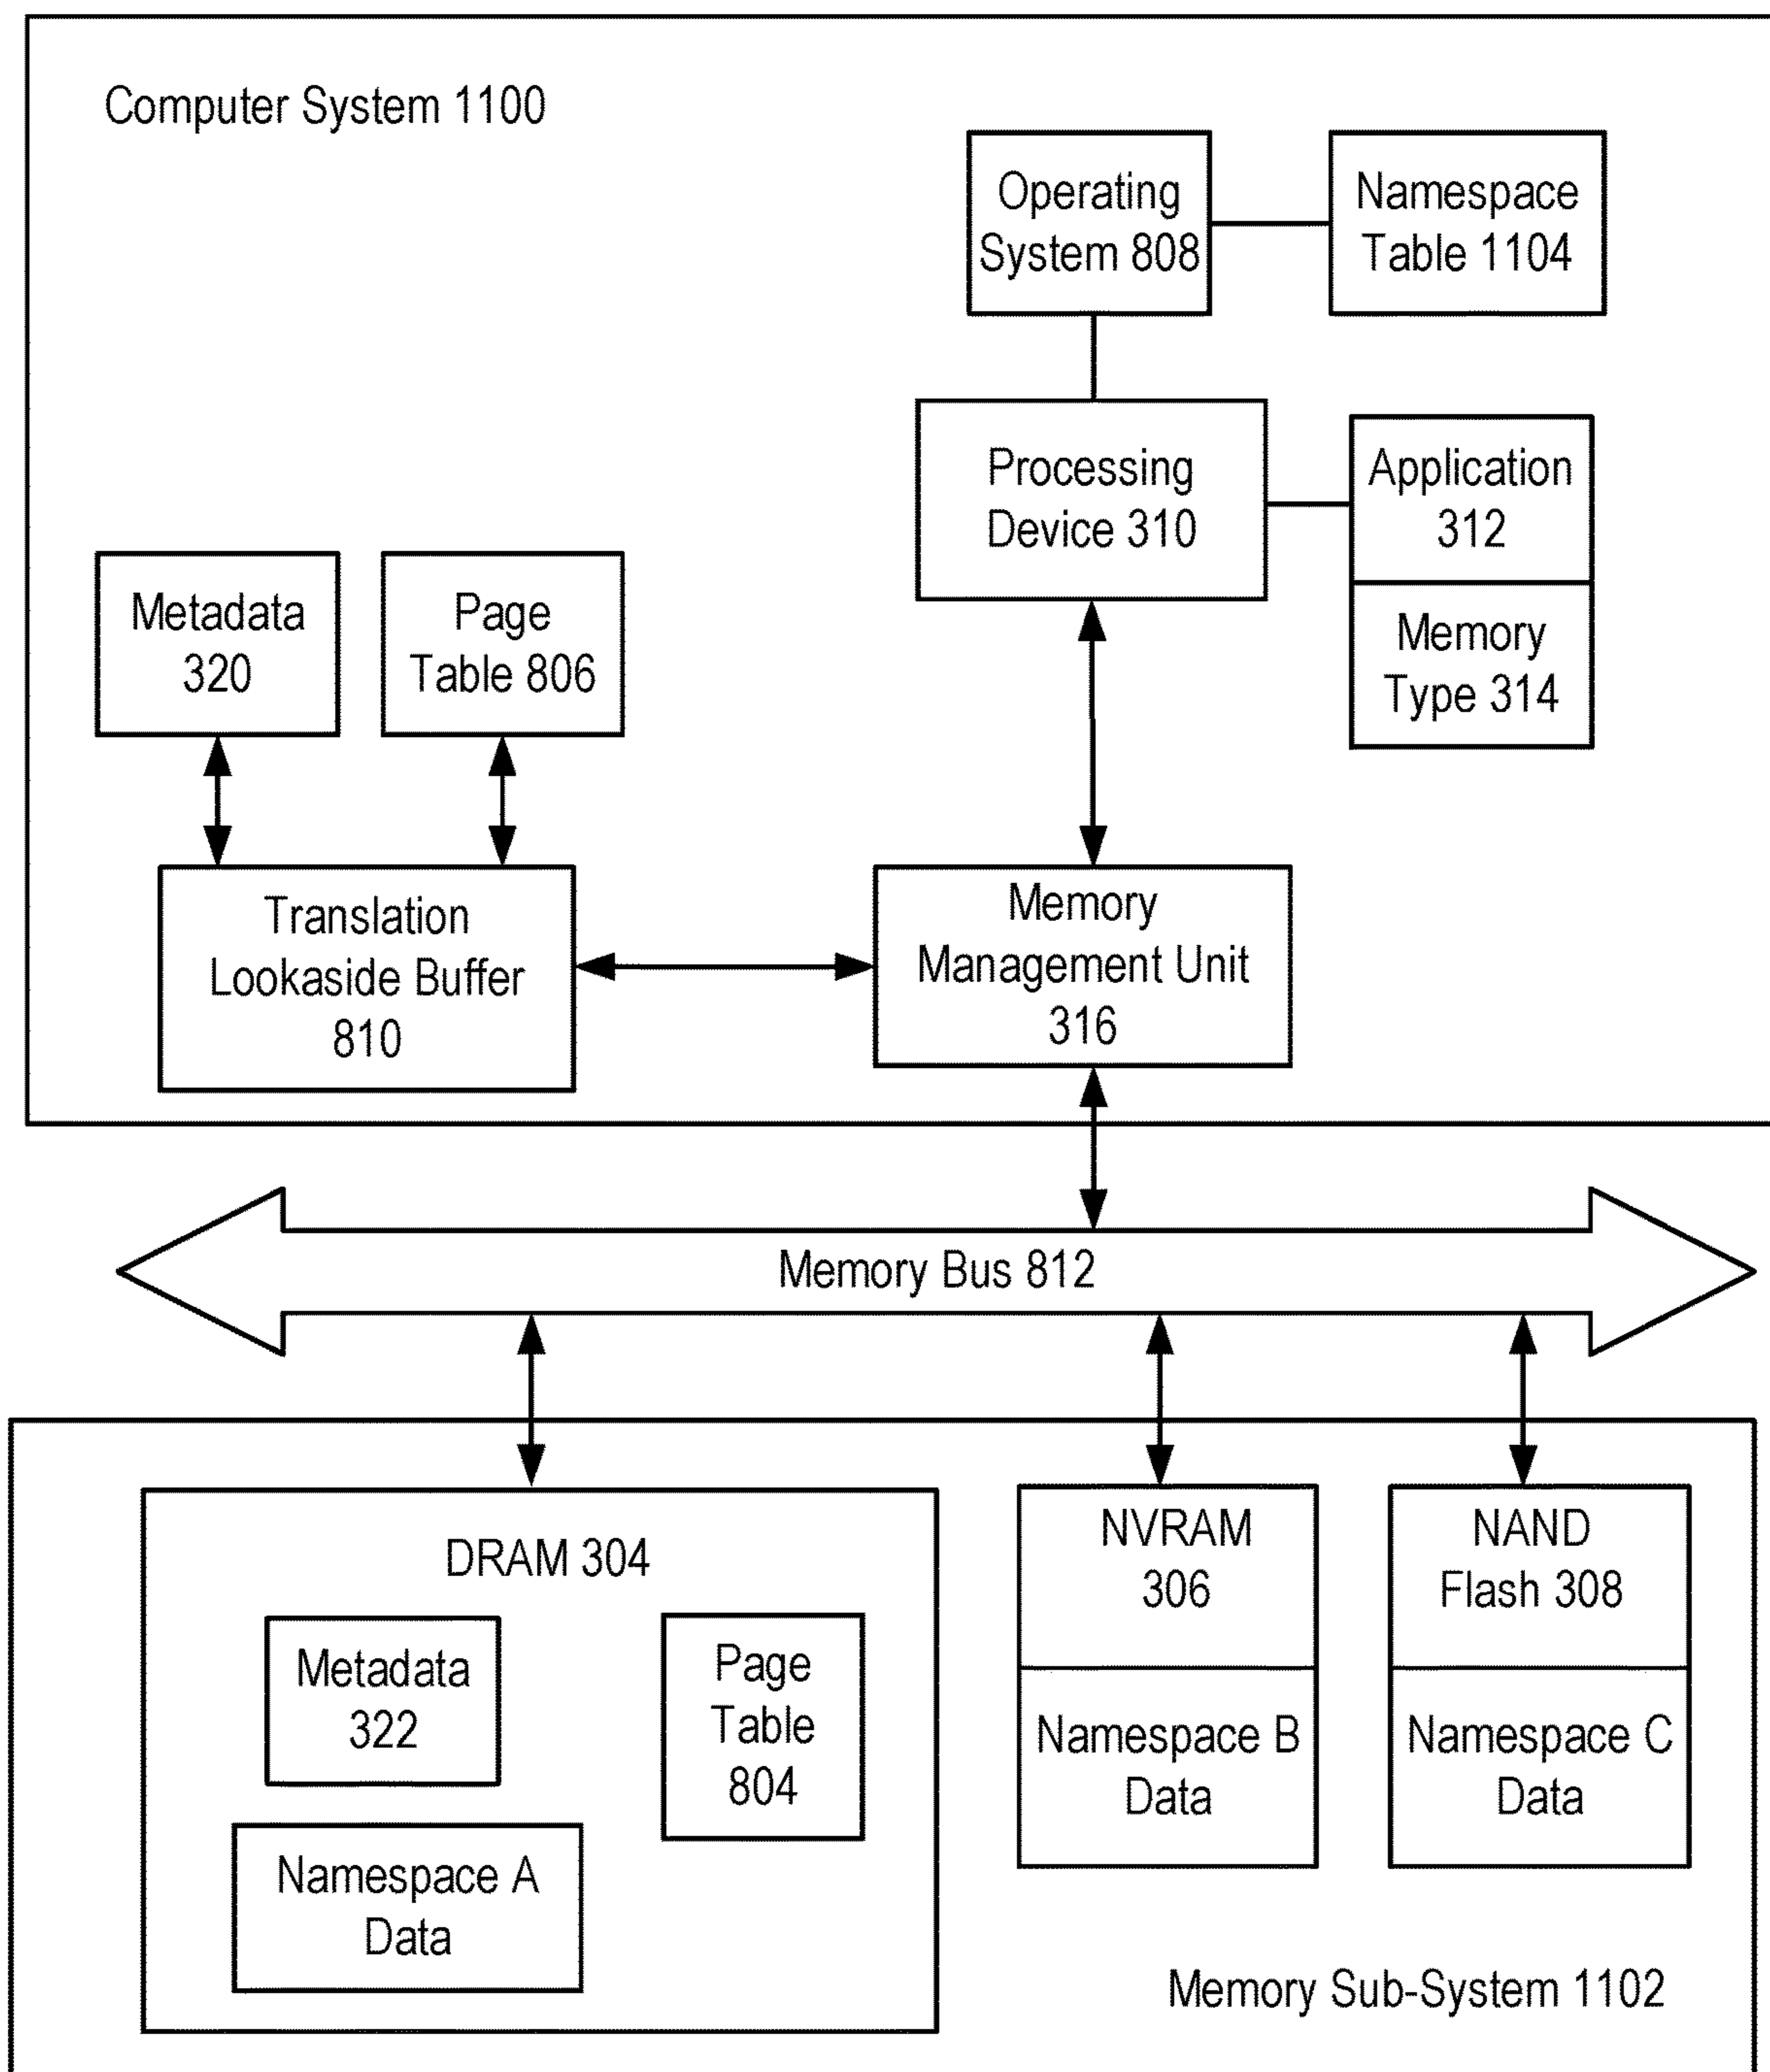 Computer System 1100
Operating
System 808
Namespace
Table 1104
Processing
Device 310
Application
312
Memory
Type 314
Metadata
320
Page
Table 806
Translation
Lookaside Buffer
810
Memory
Management Unit
316
Memory Bus 812
DRAM 304
Metadata
322
Page
Table
804
Namespace A
Data
NVRAM
306
Namespace B
Data
NAND
Flash 308
Namespace C
Data
Memory Sub-System 1102